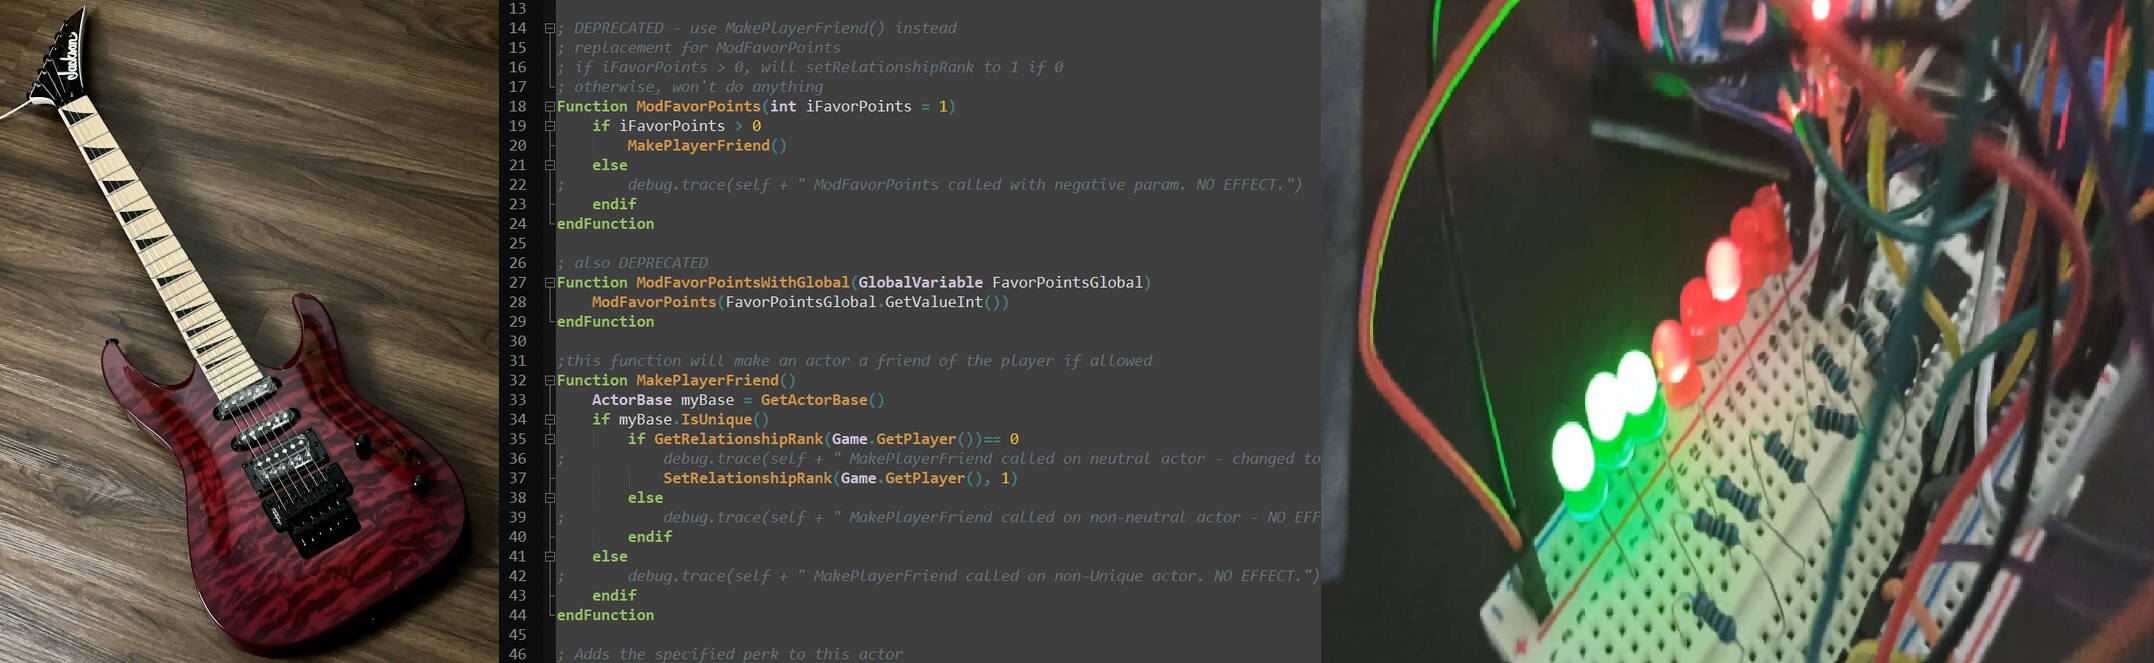 Jackson
13
14 ; DEPRECATED - use MakePlayerFriend() instead
15 ; replacement for ModFavorPoints
16 ; if iFavorPoints > 0, will setRelationshipRank to 1 if 0
17 ; otherwise, won't do anything
18 Function ModFavorPoints(int iFavorPoints = 1)
19 if iFavorPoints > 0
20 MakePlayerFriend()
21 else
22 ; debug.trace(self + " ModFavorPoints called with negative param. NO EFFECT.")
23 endif
24 endFunction
25
26 ; also DEPRECATED
27 Function ModFavorPointsWithGlobal(GlobalVariable FavorPointsGlobal)
28 ModFavorPoints(FavorPointsGlobal.GetValueInt())
29 endFunction
30
31 ;this function will make an actor a friend of the player if allowed
32 Function MakePlayerFriend()
33 ActorBase myBase = GetActorBase()
34 if myBase.IsUnique()
35 if GetRelationshipRank(Game.GetPlayer())== 0
36 ; debug.trace(self + " MakePlayerFriend called on neutral actor - changed to
37 SetRelationshipRank(Game.GetPlayer(), 1)
38 else
39 ; debug.trace(self + " MakePlayerFriend called on non-neutral actor - NO EFF
40 endif
41 else
42 ; debug.trace(self + " MakePlayerFriend called on non-Unique actor. NO EFFECT.")
43 endif
44 endFunction
45
46 ; Adds the specified perk to this actor